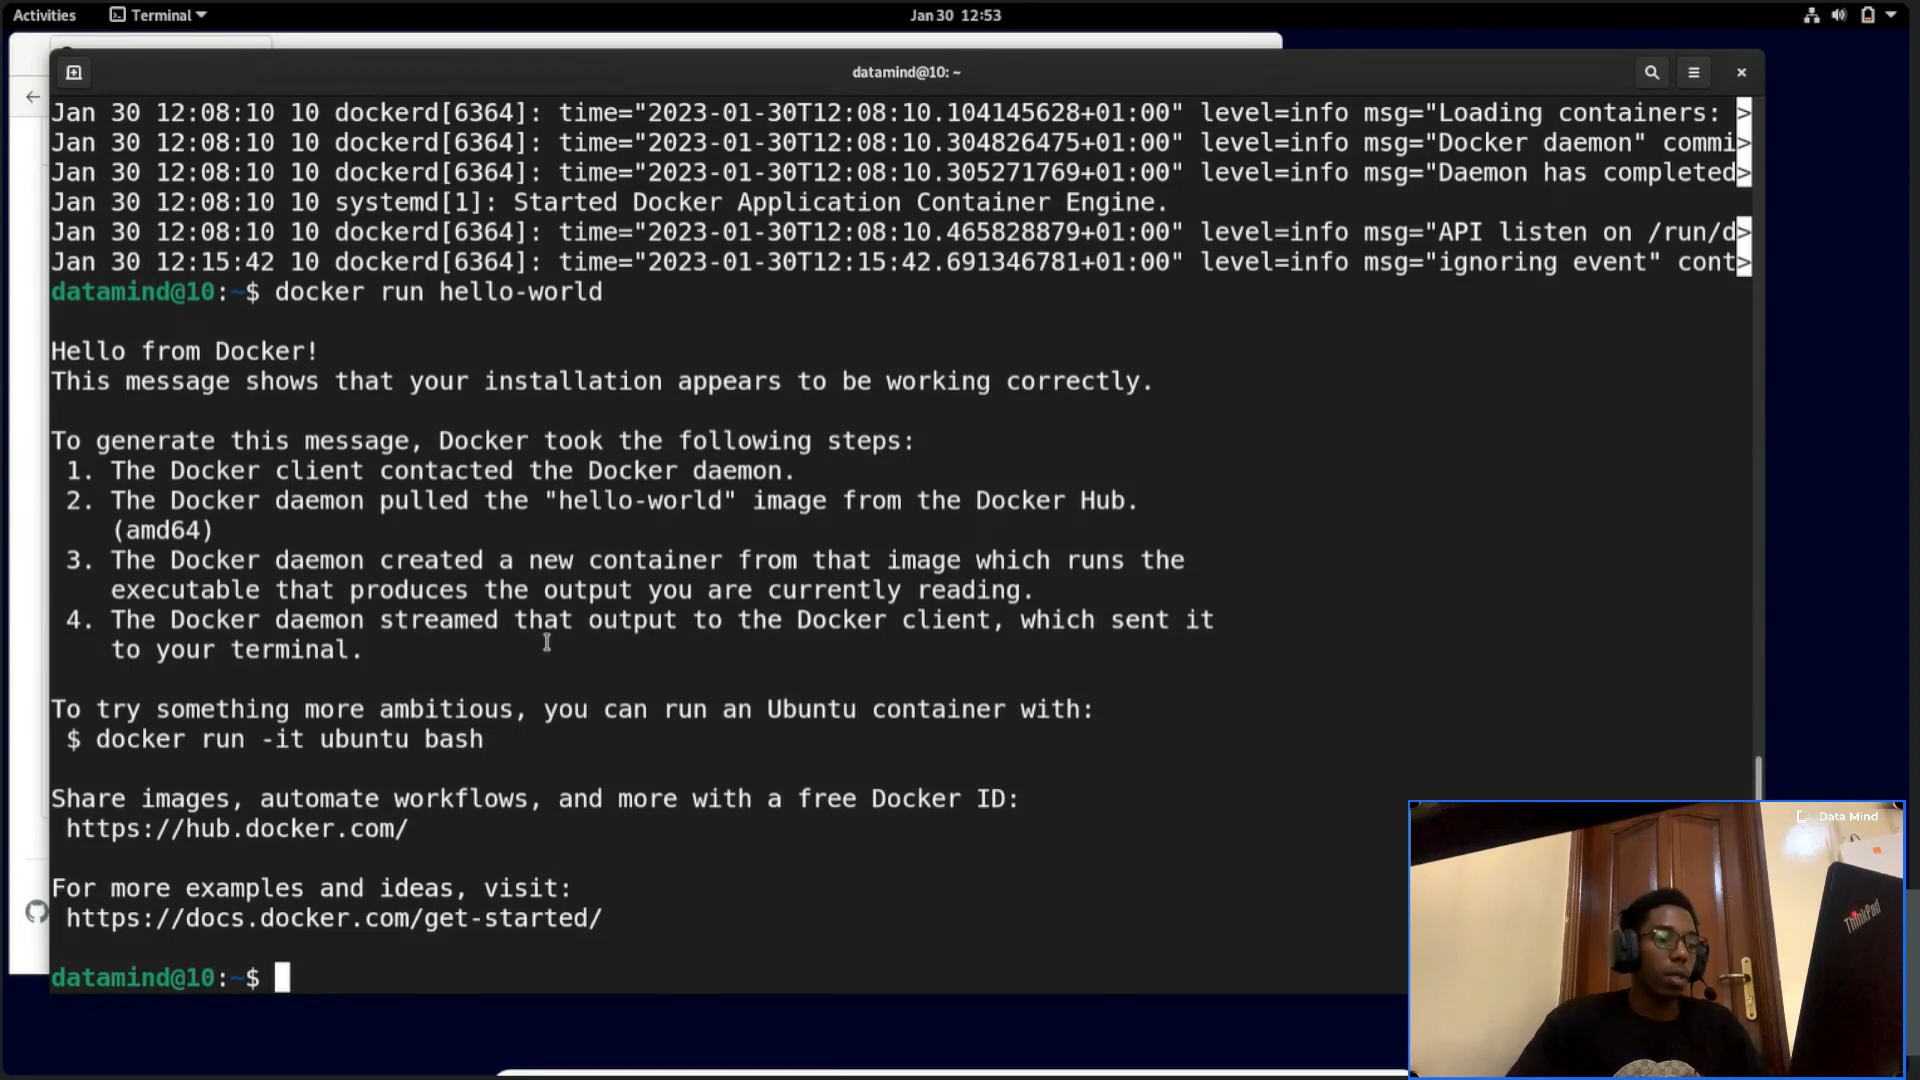 Activities Terminal Jan 30 12:53
datamind@10: ~
Jan 30 12:08:10 10 dockerd[6364]: time="2023-01-30T12:08:10.104145628+01:00" level=info msg="Loading containers: >
Jan 30 12:08:10 10 dockerd[6364]: time="2023-01-30T12:08:10.304826475+01:00" level=info msg="Docker daemon" commi>
Jan 30 12:08:10 10 dockerd[6364]: time="2023-01-30T12:08:10.305271769+01:00" level=info msg="Daemon has completed>
Jan 30 12:08:10 10 systemd[1]: Started Docker Application Container Engine.
Jan 30 12:08:10 10 dockerd[6364]: time="2023-01-30T12:08:10.465828879+01:00" level=info msg="API listen on /run/d>
Jan 30 12:15:42 10 dockerd[6364]: time="2023-01-30T12:15:42.691346781+01:00" level=info msg="ignoring event" cont>
datamind@10:~$ docker run hello-world
Hello from Docker!
This message shows that your installation appears to be working correctly.
To generate this message, Docker took the following steps:
1. The Docker client contacted the Docker daemon.
2. The Docker daemon pulled the "hello-world" image from the Docker Hub.
(amd64)
3. The Docker daemon created a new container from that image which runs the
executable that produces the output you are currently reading.
4. The Docker daemon streamed that output to the Docker client, which sent it
to your terminal.
To try something more ambitious, you can run an Ubuntu container with:
$ docker run -it ubuntu bash
Share images, automate workflows, and more with a free Docker ID:
https://hub.docker.com/
For more examples and ideas, visit:
https://docs.docker.com/get-started/
datamind@10:~$
Data Mind
ThinkPad